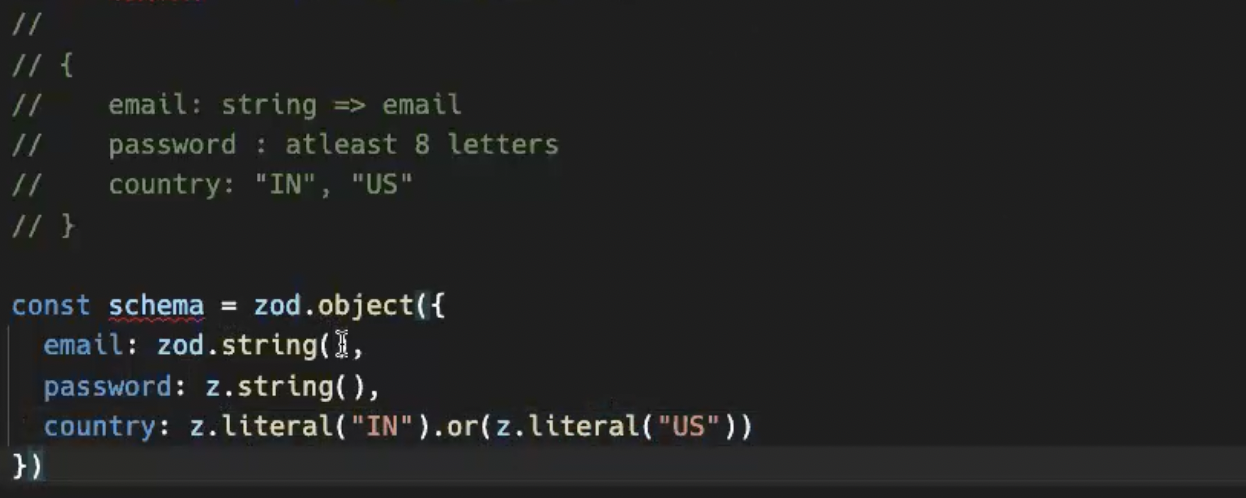 //
// {
//    email: string => email
//    password : atleast 8 letters
//    country: "IN", "US"
// }
const schema = zod.object({
  email: zod.string(),
  password: z.string(),
  country: z.literal("IN").or(z.literal("US"))
})